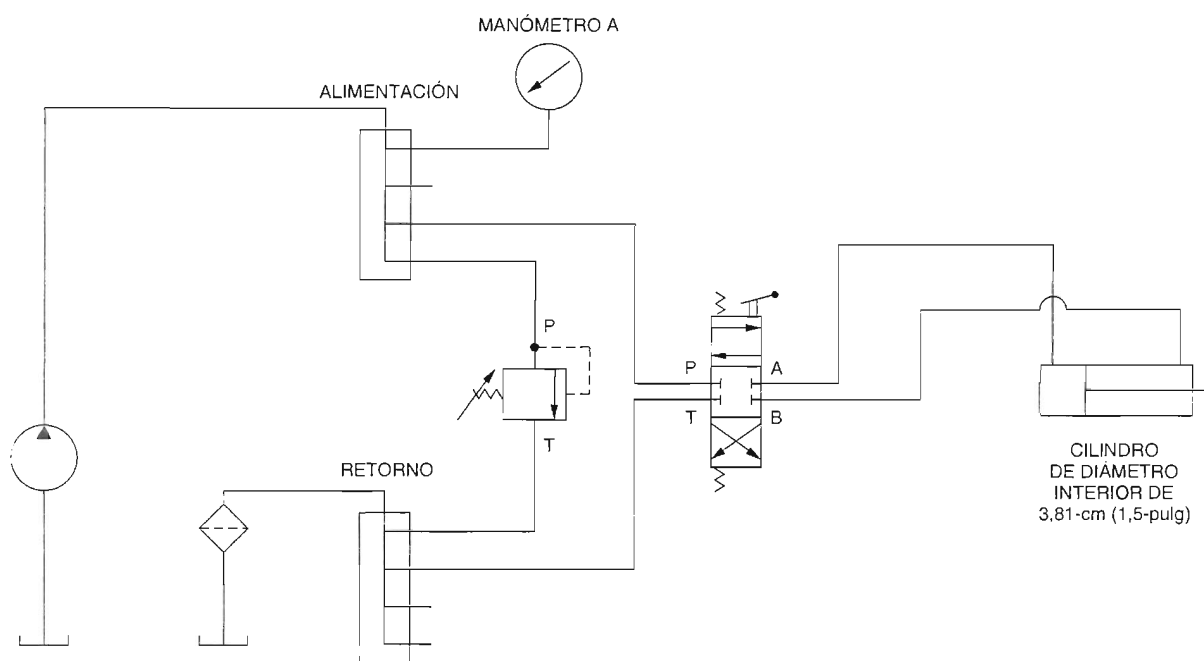 MANÓMETRO A
ALIMENTACIÓN
P
T
P
A
T
B
RETORNO
CILINDRO
DE DIÁMETRO
INTERIOR DE
3,81-cm (1,5-pulg)